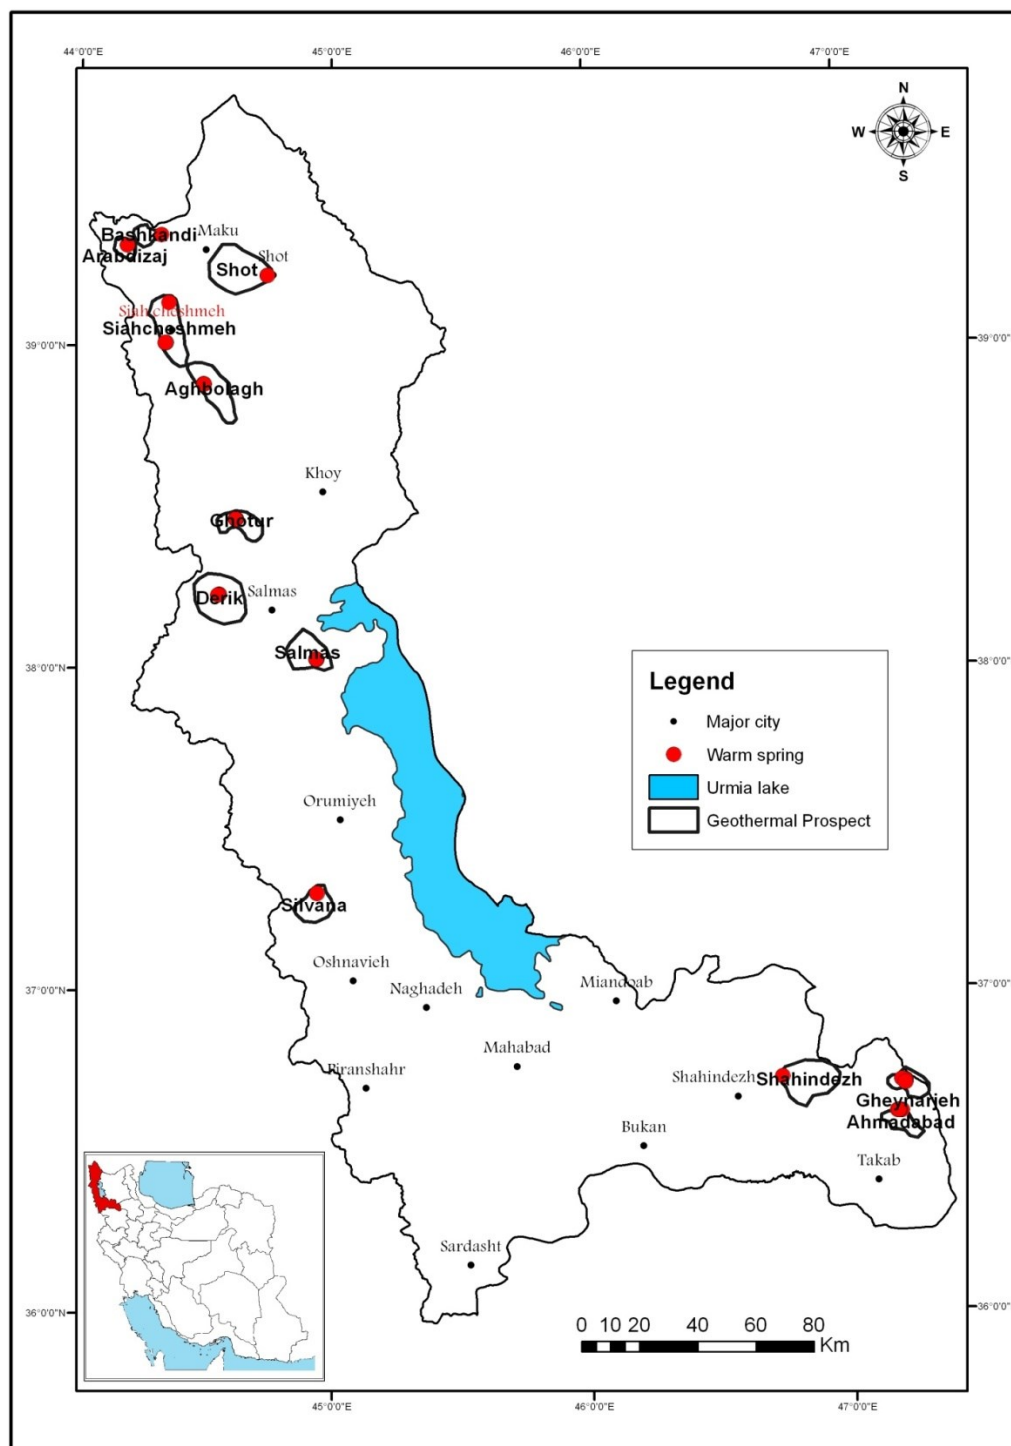 44°0'0"E 45°0'0"E 46°0'0"E 47°0'0"E
N
W E
S
Maku
Bashkandi
Arabdizaj
Shot
Shot
Siah cheshmeh
Siahcheshmeh
39°0'0"N 39°0'0"N
Aghbolagh
Khoy
Ghotur
Salmas
Derik
Salmas
38°0'0"N 38°0'0"N
Legend
Major city
Warm spring
Urmia lake
Geothermal Prospect
Orumiyeh
Silvana
Oshnavieh
Naghadeh
Miandoab
37°0'0"N 37°0'0"N
Mahabad
Piranshahr
Shahindezh
Shahindezh
Gheynarjeh
Ahmadabad
Bukan
Takab
Sardasht
36°0'0"N 36°0'0"N
0 10 20 40 60 80
Km
45°0'0"E 46°0'0"E 47°0'0"E